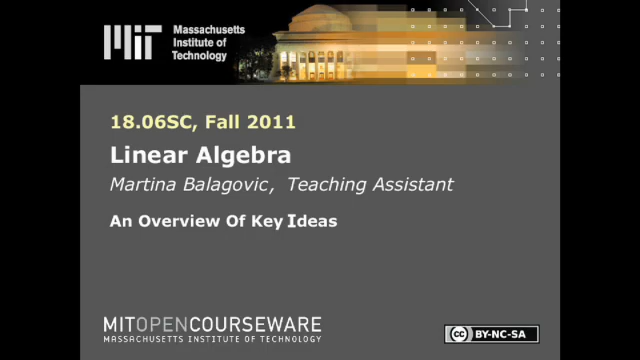 Massachusetts
Institute of
Technology
18.06SC, Fall 2011
Linear Algebra
Martina Balagovic, Teaching Assistant
An Overview Of Key Ideas
MITOPENCOURSEWARE
MASSACHUSETTS INSTITUTE OF TECHNOLOGY
cc BY-NC-SA